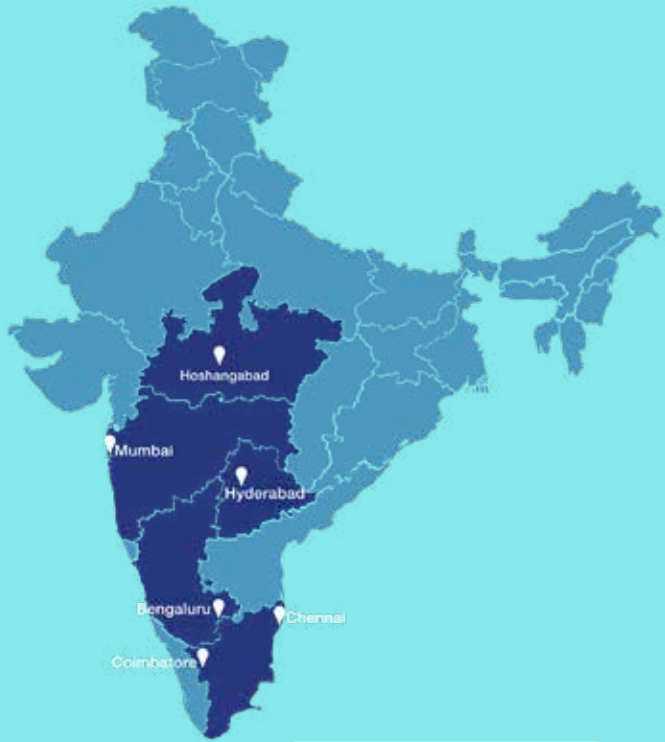 Hoshangabad
Mumbai
Hyderabad
Bengaluru
Chennai
Coimbatore